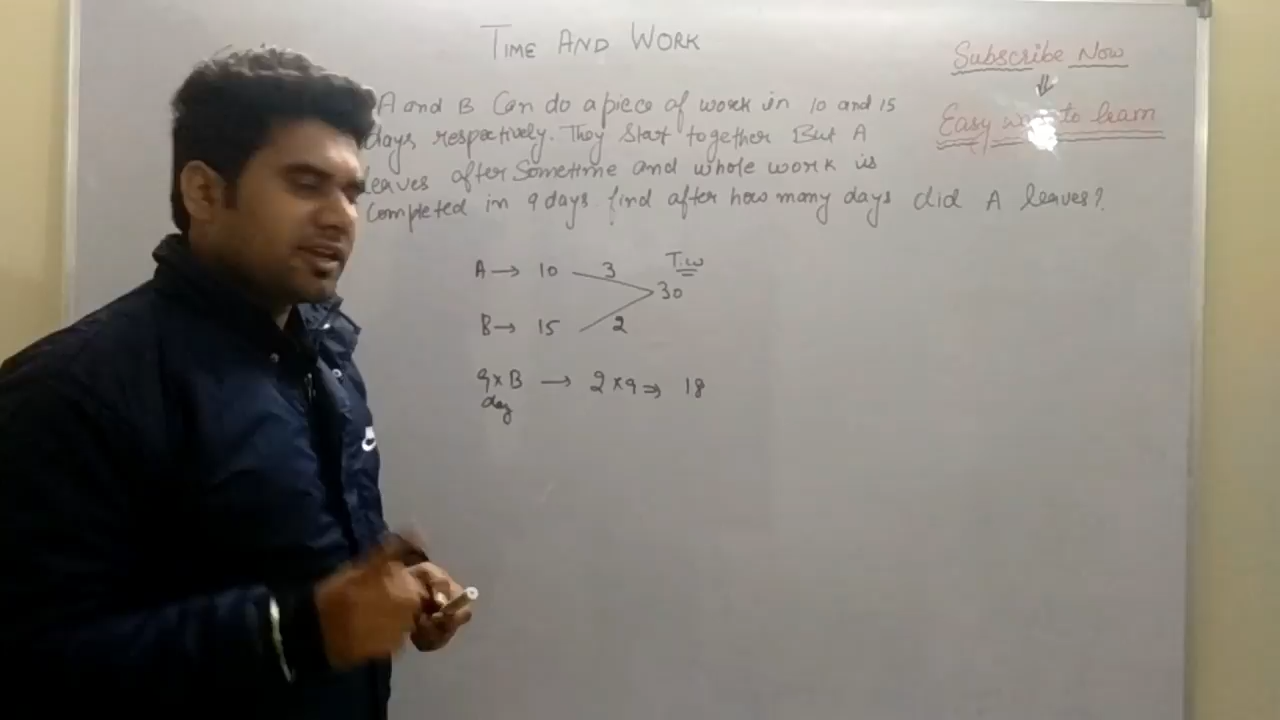 TIME AND WORK
Subscribe Now
⇓
Easy way to learn
A and B Can do a piece of work in 10 and 15
days respectively. They start together But A
leaves after Sometime and whole work is
Completed in 9 days find after how many days did A leaves?
A → 10 3 T.W
30
B → 15 2
9 x B → 2 x 9 ⇒ 18
day